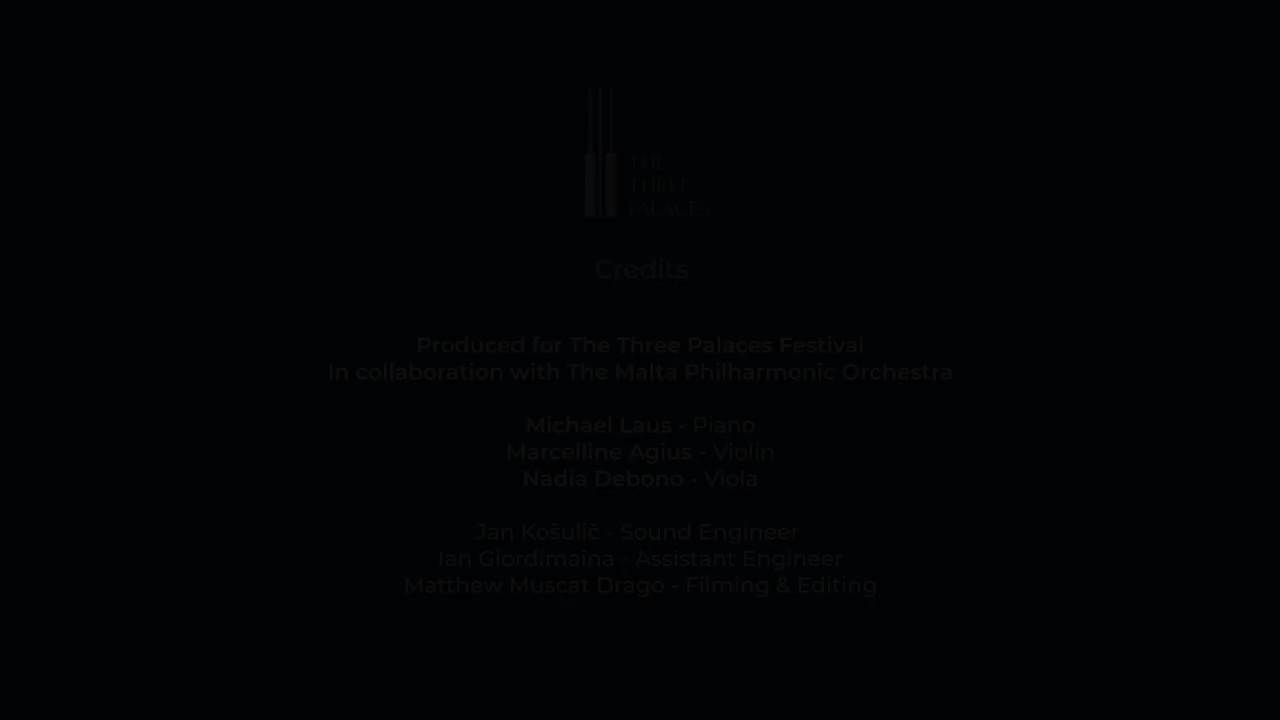 THE
THREE
PALACES
Credits
Produced for The Three Palaces Festival
In collaboration with The Malta Philharmonic Orchestra
Michael Laus - Piano
Marcelline Agius - Violin
Nadia Debono - Viola
Jan Košulič - Sound Engineer
Ian Giordimaina - Assistant Engineer
Matthew Muscat Drago - Filming & Editing